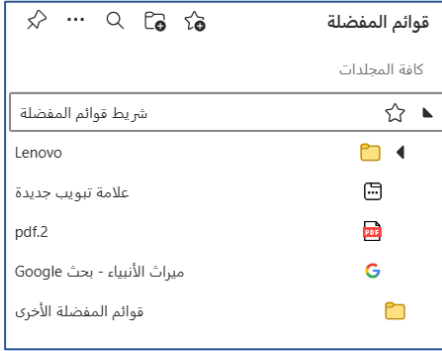 قوائم المفضلة
كافة المجلدات
شريط قوائم المفضلة
Lenovo
علامة تبويب جديدة
PDF pdf.2
ميراث الأنبياء - بحث Google
قوائم المفضلة الأخرى